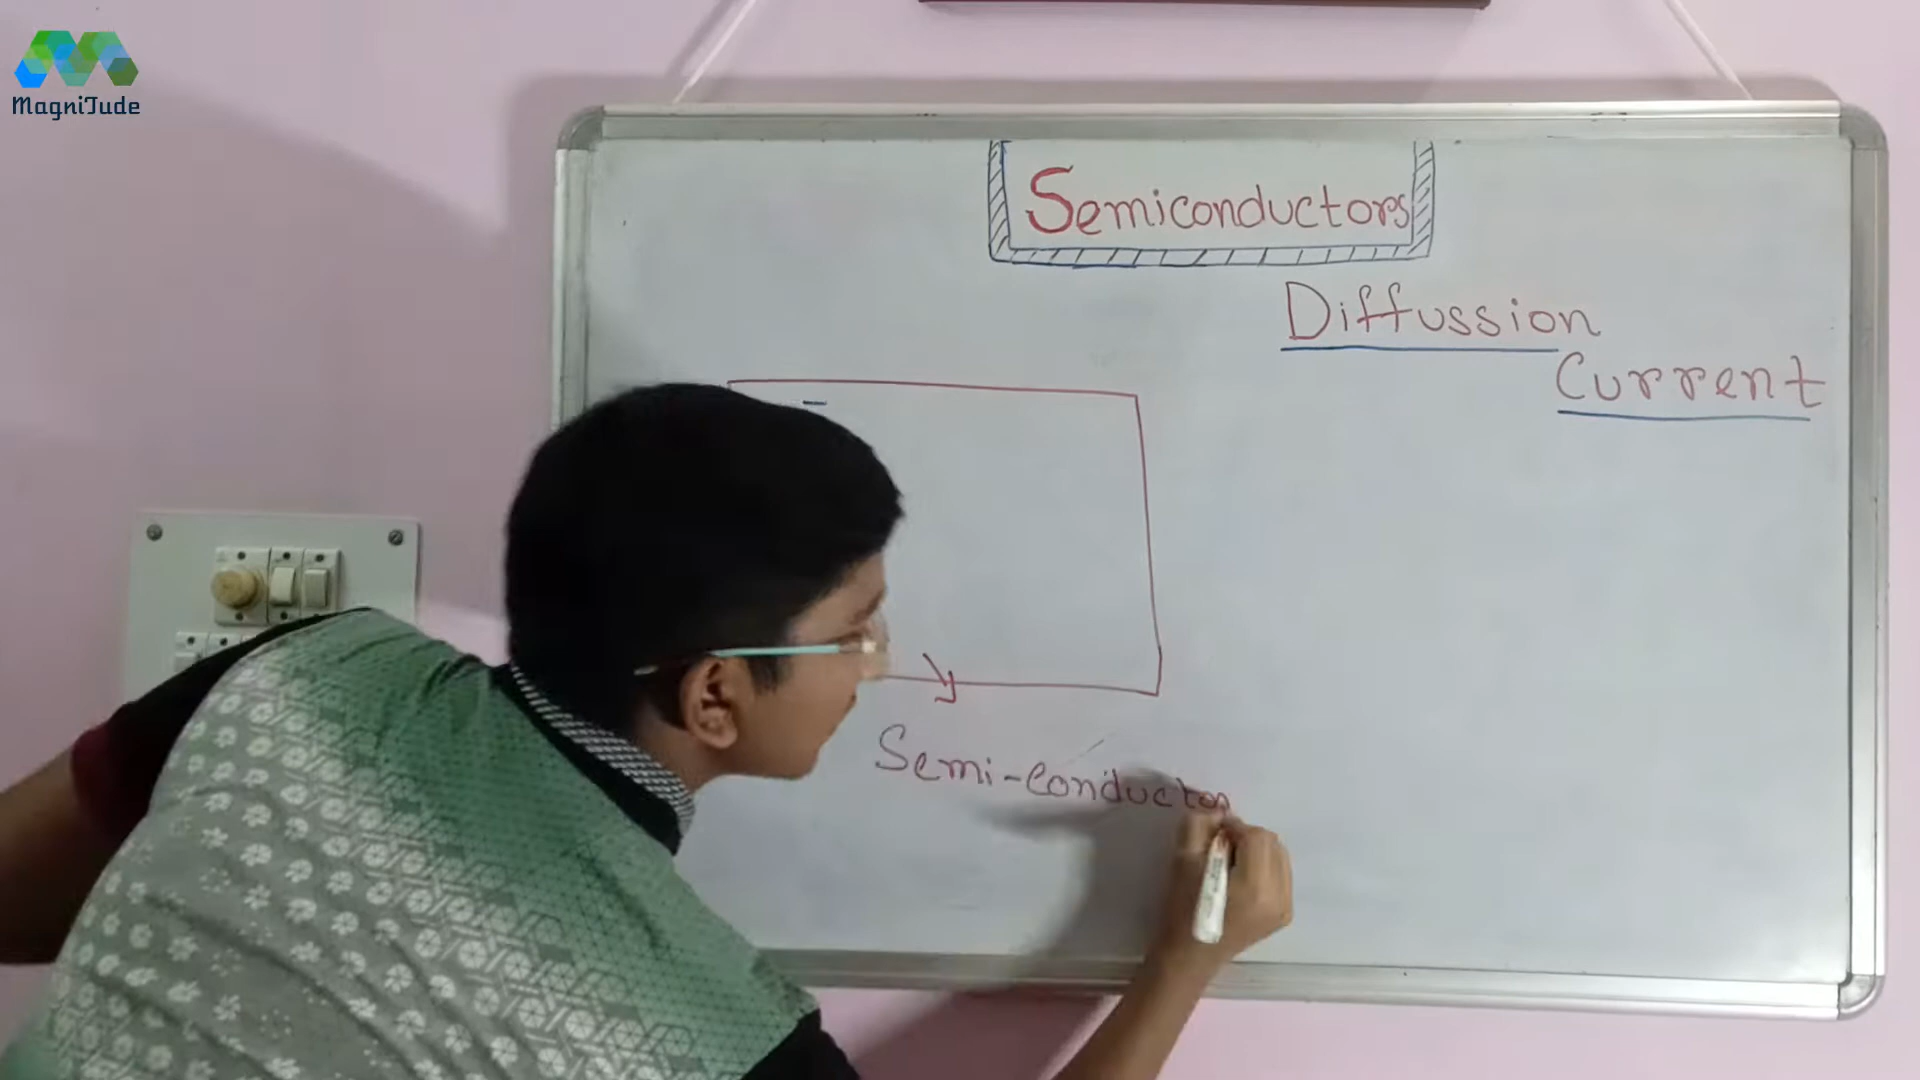 MagniTude
Semiconductors
Diffussion
Current
Semi-conductor